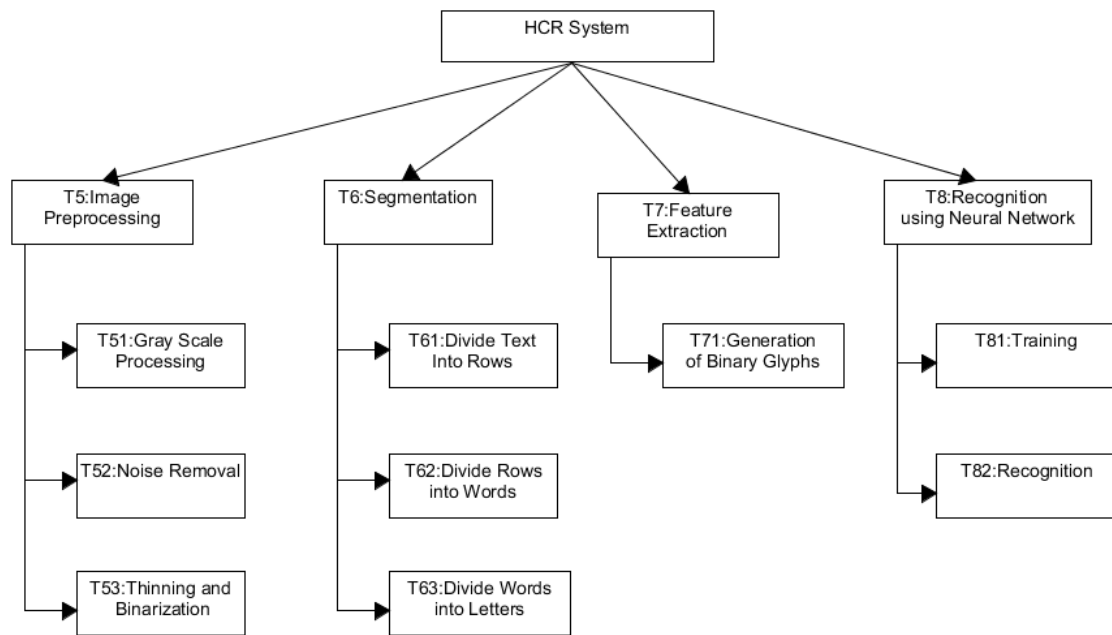 HCR System
T5:Image
Preprocessing
T6:Segmentation
T7:Feature
Extraction
T8:Recognition
using Neural Network
T51:Gray Scale
Processing
T61:Divide Text
Into Rows
T71:Generation
of Binary Glyphs
T81:Training
T52:Noise Removal
T62:Divide Rows
into Words
T82:Recognition
T53:Thinning and
Binarization
T63:Divide Words
into Letters